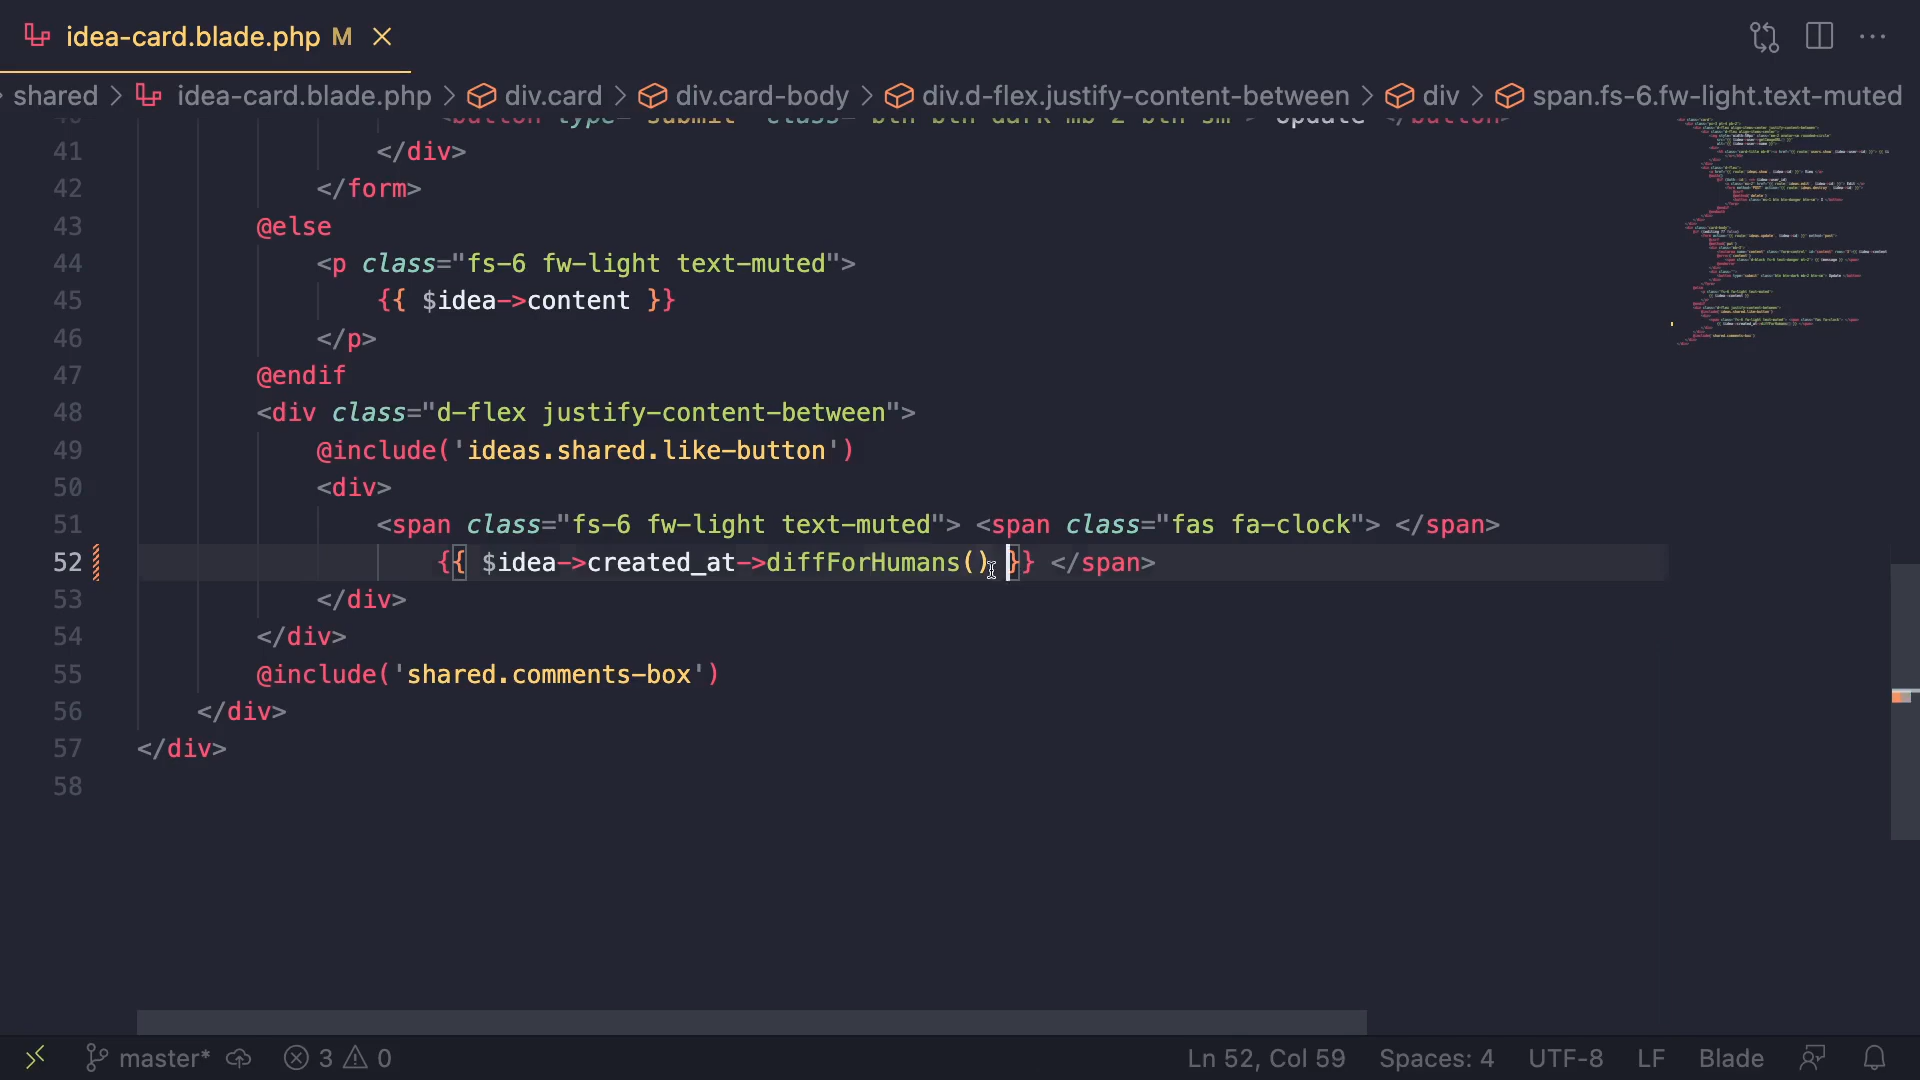 idea-card.blade.php M
shared > idea-card.blade.php > div.card > div.card-body > div.d-flex.justify-content-between > div > span.fs-6.fw-light.text-muted
41 </div>
42 </form>
43 @else
44 <p class="fs-6 fw-light text-muted">
45 {{ $idea->content }}
46 </p>
47 @endif
48 <div class="d-flex justify-content-between">
49 @include('ideas.shared.like-button')
50 <div>
51 <span class="fs-6 fw-light text-muted"> <span class="fas fa-clock"> </span>
52 {{ $idea->created_at->diffForHumans() }} </span>
53 </div>
54 </div>
55 @include('shared.comments-box')
56 </div>
57 </div>
58
master* 3 0 Ln 52, Col 59 Spaces: 4 UTF-8 LF Blade